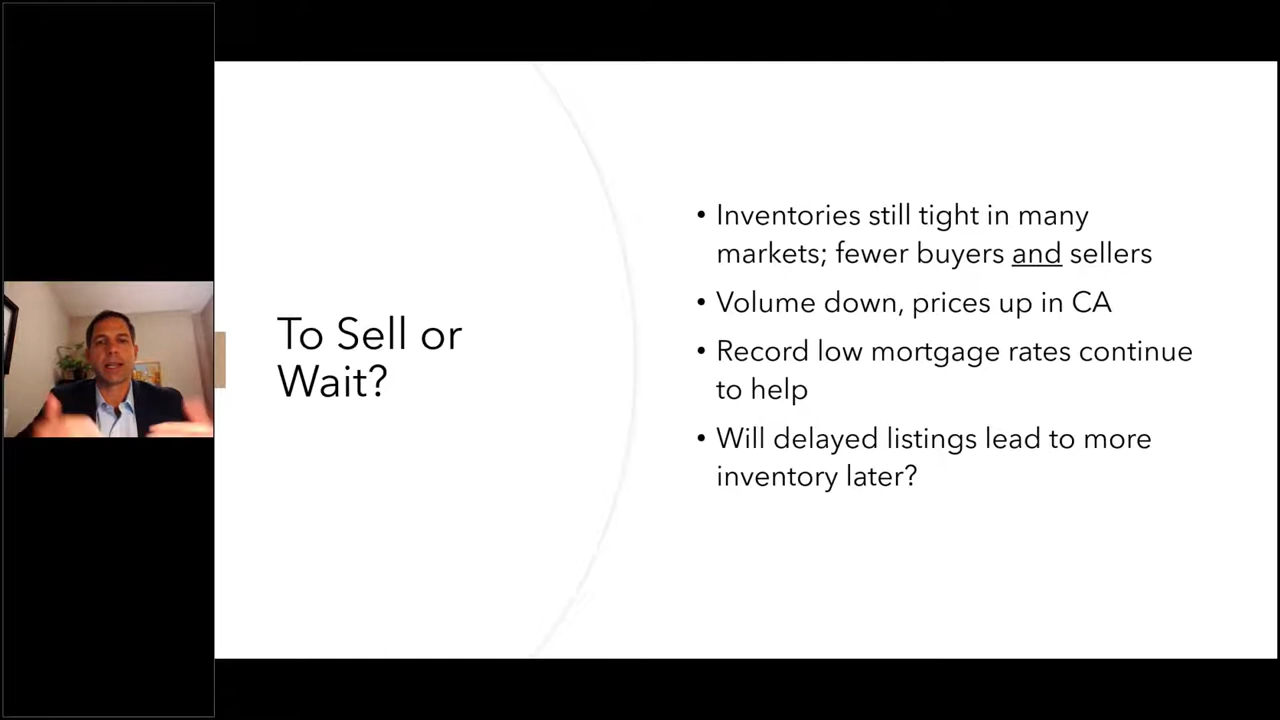 To Sell or
Wait?
• Inventories still tight in many
markets; fewer buyers and sellers
• Volume down, prices up in CA
• Record low mortgage rates continue
to help
• Will delayed listings lead to more
inventory later?